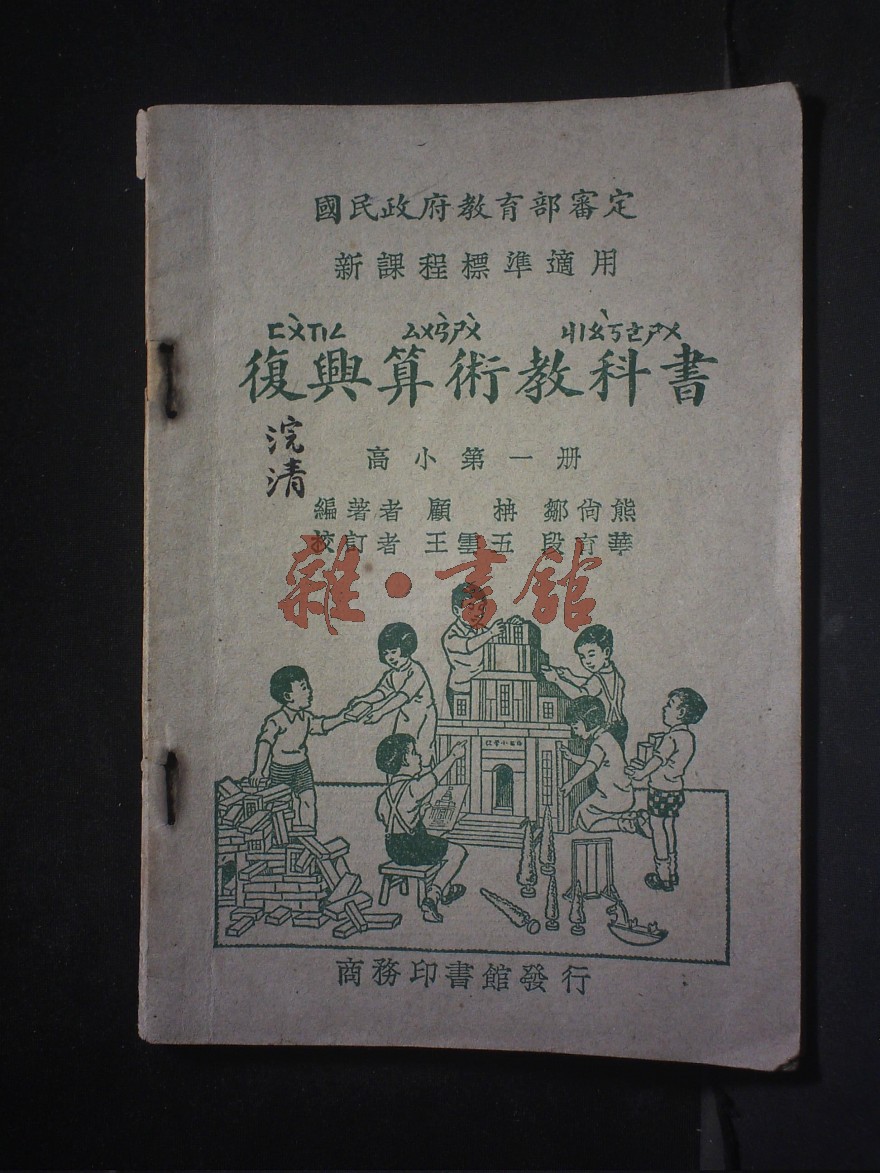 國民政府教育部審定
新課程標準適用
ㄈㄨˋㄒㄧㄥ ㄙㄨㄢˋㄕㄨˋ ㄐㄧㄠˋㄎㄜㄕㄨ
復興算術教科書
浣清
高小第一册
編著者 顧枬 鄒尙熊
校訂者 王雲五 段育華
雜·書館
商務印書館發行